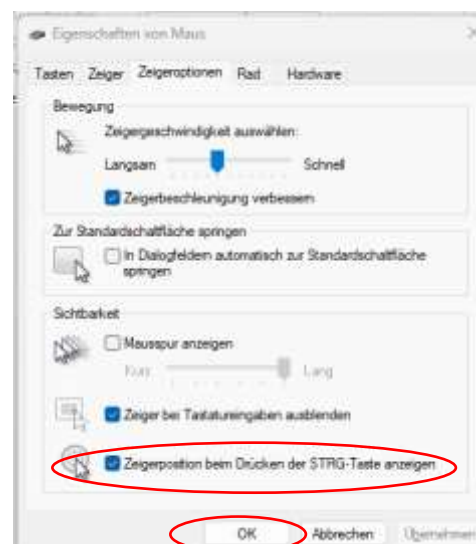 Eigenschaften von Maus
Tasten Zeiger Zeigeroptionen Rad Hardware
Bewegung
Zeigergeschwindigkeit auswählen:
Langsam Schnell
Zeigerbeschleunigung verbessern
Zur Standardschaltfläche springen
In Dialogfeldern automatisch zur Standardschaltfläche
springen
Sichtbarkeit
Mausspur anzeigen
Kurz Lang
Zeiger bei Tastatureingaben ausblenden
Zeigerposition beim Drücken der STRG-Taste anzeigen
OK Abbrechen Übernehmen